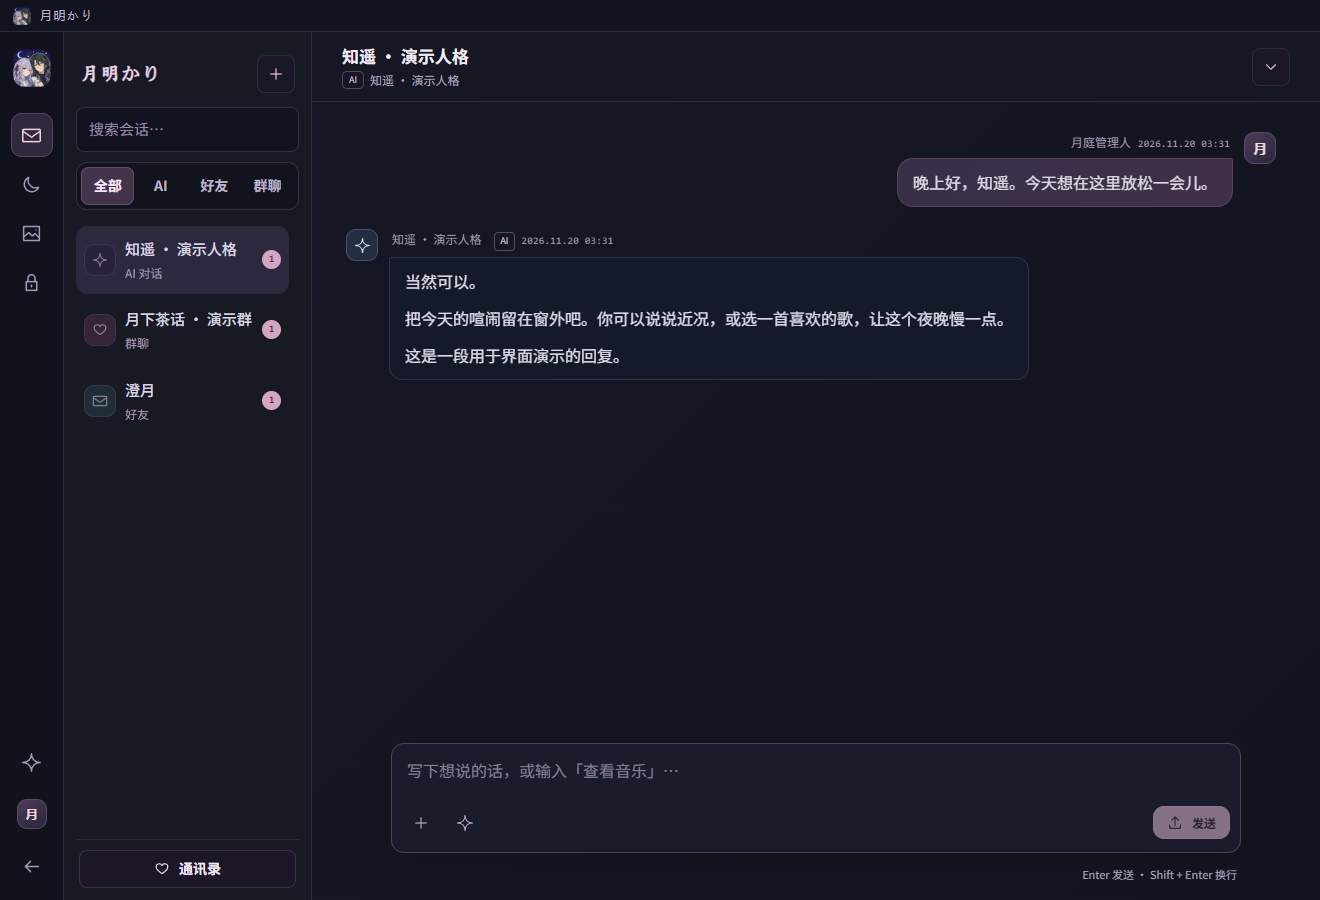 月明かり
月明かり
搜索会话…
全部 AI 好友 群聊
知遥 · 演示人格
AI 对话
1
月下茶话 · 演示群
群聊
1
澄月
好友
1
月
通讯录
知遥 · 演示人格
AI 知遥 · 演示人格
月庭管理人 2026.11.20 03:31
月
晚上好，知遥。今天想在这里放松一会儿。
知遥 · 演示人格 AI 2026.11.20 03:31
当然可以。
把今天的喧闹留在窗外吧。你可以说说近况，或选一首喜欢的歌，让这个夜晚慢一点。
这是一段用于界面演示的回复。
写下想说的话，或输入「查看音乐」…
发送
Enter 发送 · Shift + Enter 换行